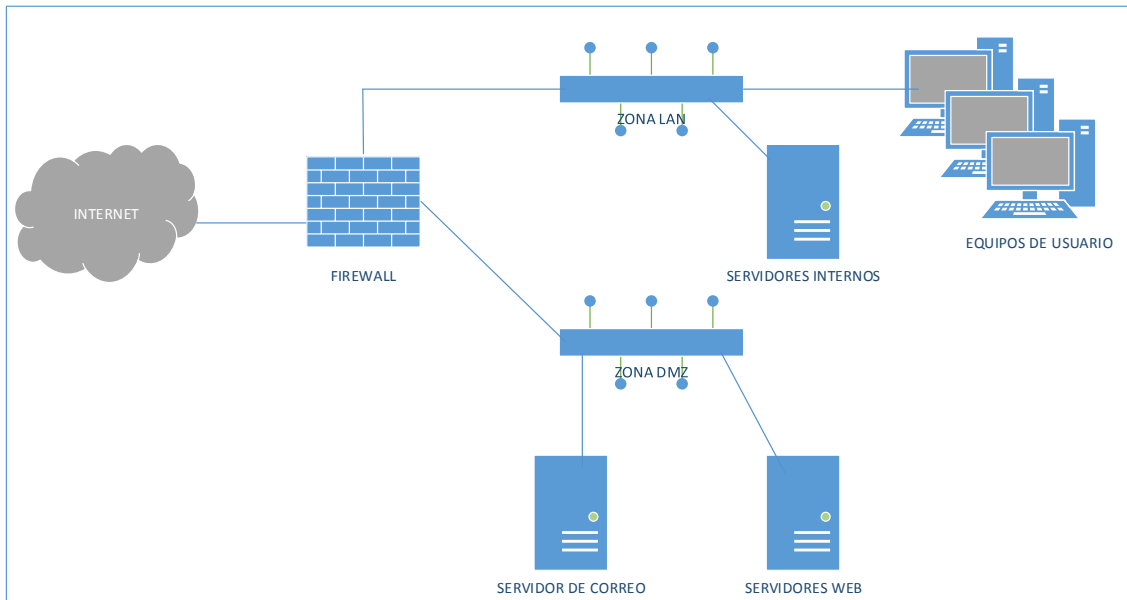 ZONA LAN
INTERNET
EQUIPOS DE USUARIO
FIREWALL
SERVIDORES INTERNOS
ZONA DMZ
SERVIDOR DE CORREO
SERVIDORES WEB